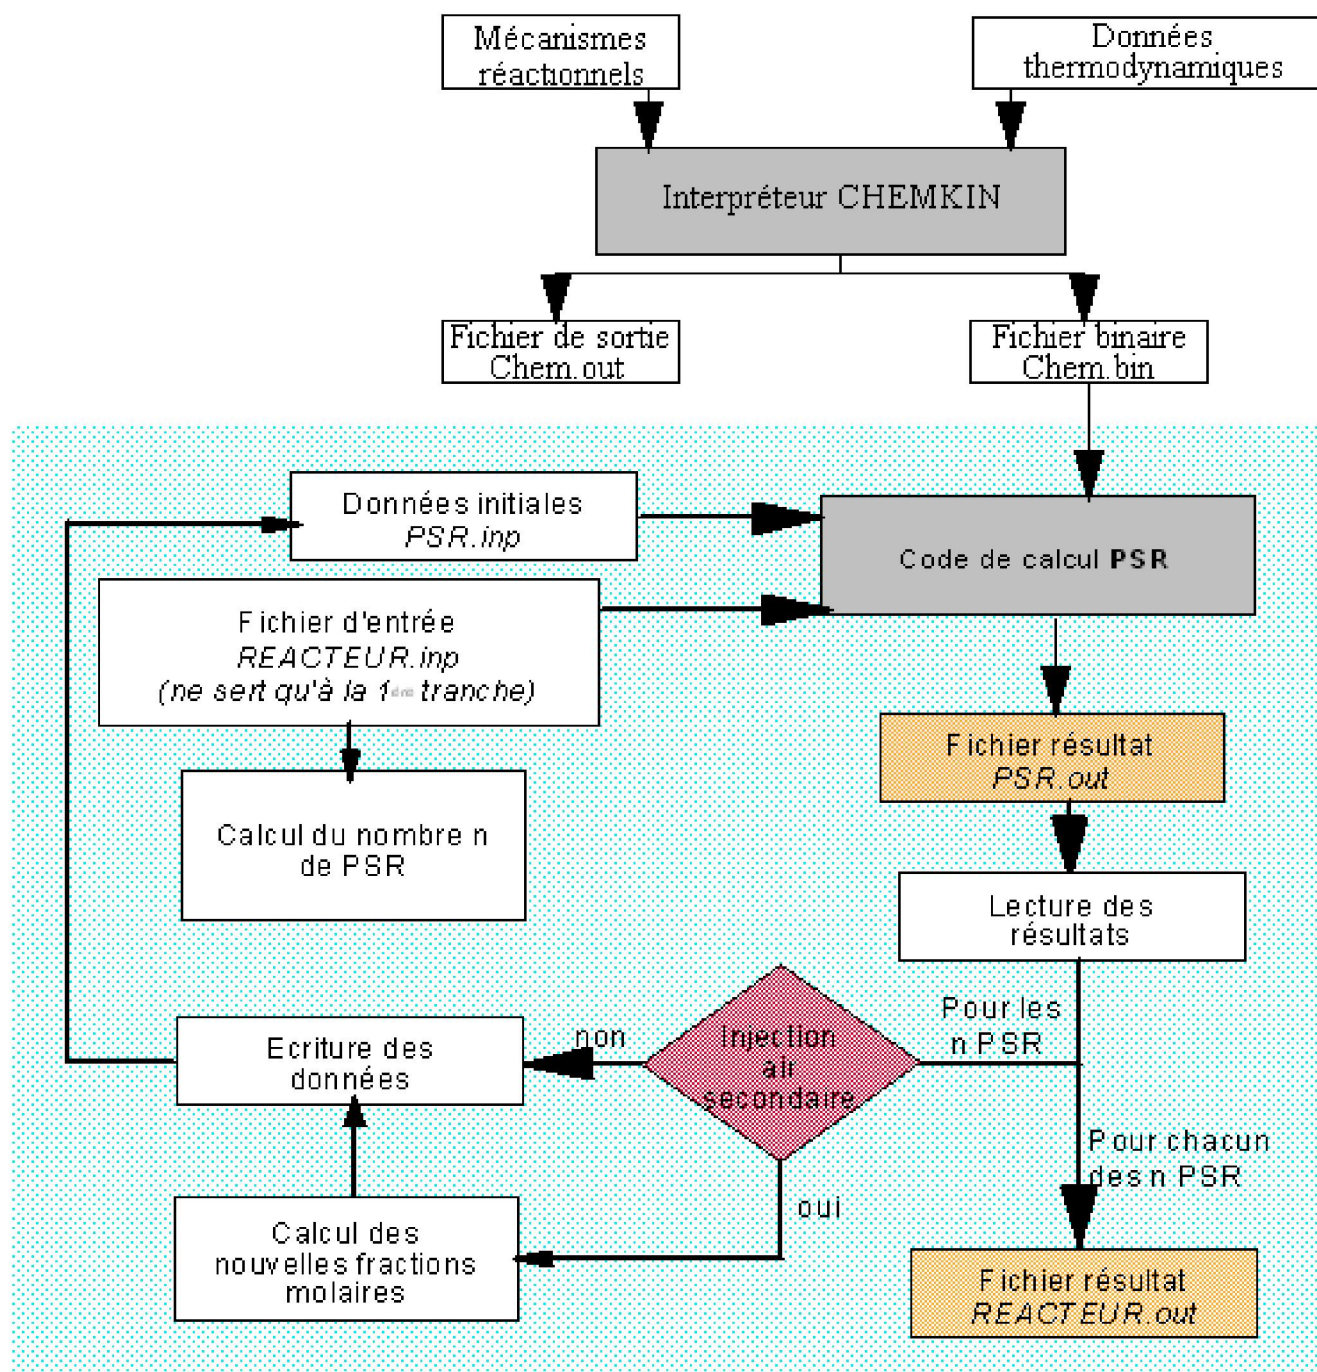 Mécanismes
réactionnels
Données
thermodynamiques
Interpréteur CHEMKIN
Fichier de sortie
Chem.out
Fichier binaire
Chem.bin
Données initiales
PSR.inp
Code de calcul PSR
Fichier d'entrée
REACTEUR.inp
(ne sert qu'à la 1 tranche)
Fichier résultat
PSR.out
Calcul du nombre n
de PSR
Lecture des
résultats
Pour les
n PSR
Injection
air
secondaire
non
Ecriture des
données
Pour chacun
des n PSR
oui
Calcul des
nouvelles fractions
molaires
Fichier résultat
REACTEUR.out